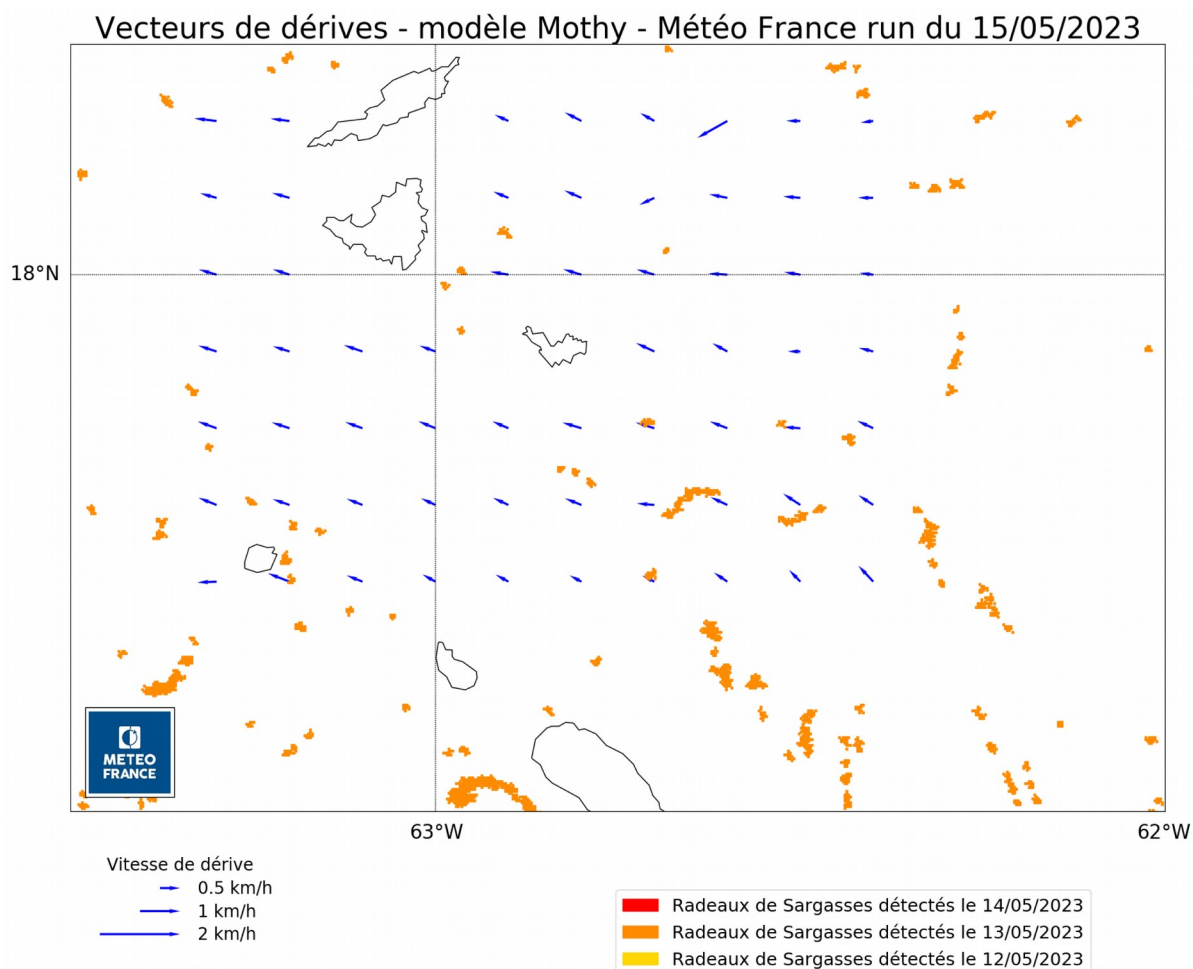 Vecteurs de dérives - modèle Mothy - Météo France run du 15/05/2023
18°N
METEO
FRANCE
63°W
62°W
Vitesse de dérive
0.5 km/h
1 km/h
2 km/h
Radeaux de Sargasses détectés le 14/05/2023
Radeaux de Sargasses détectés le 13/05/2023
Radeaux de Sargasses détectés le 12/05/2023